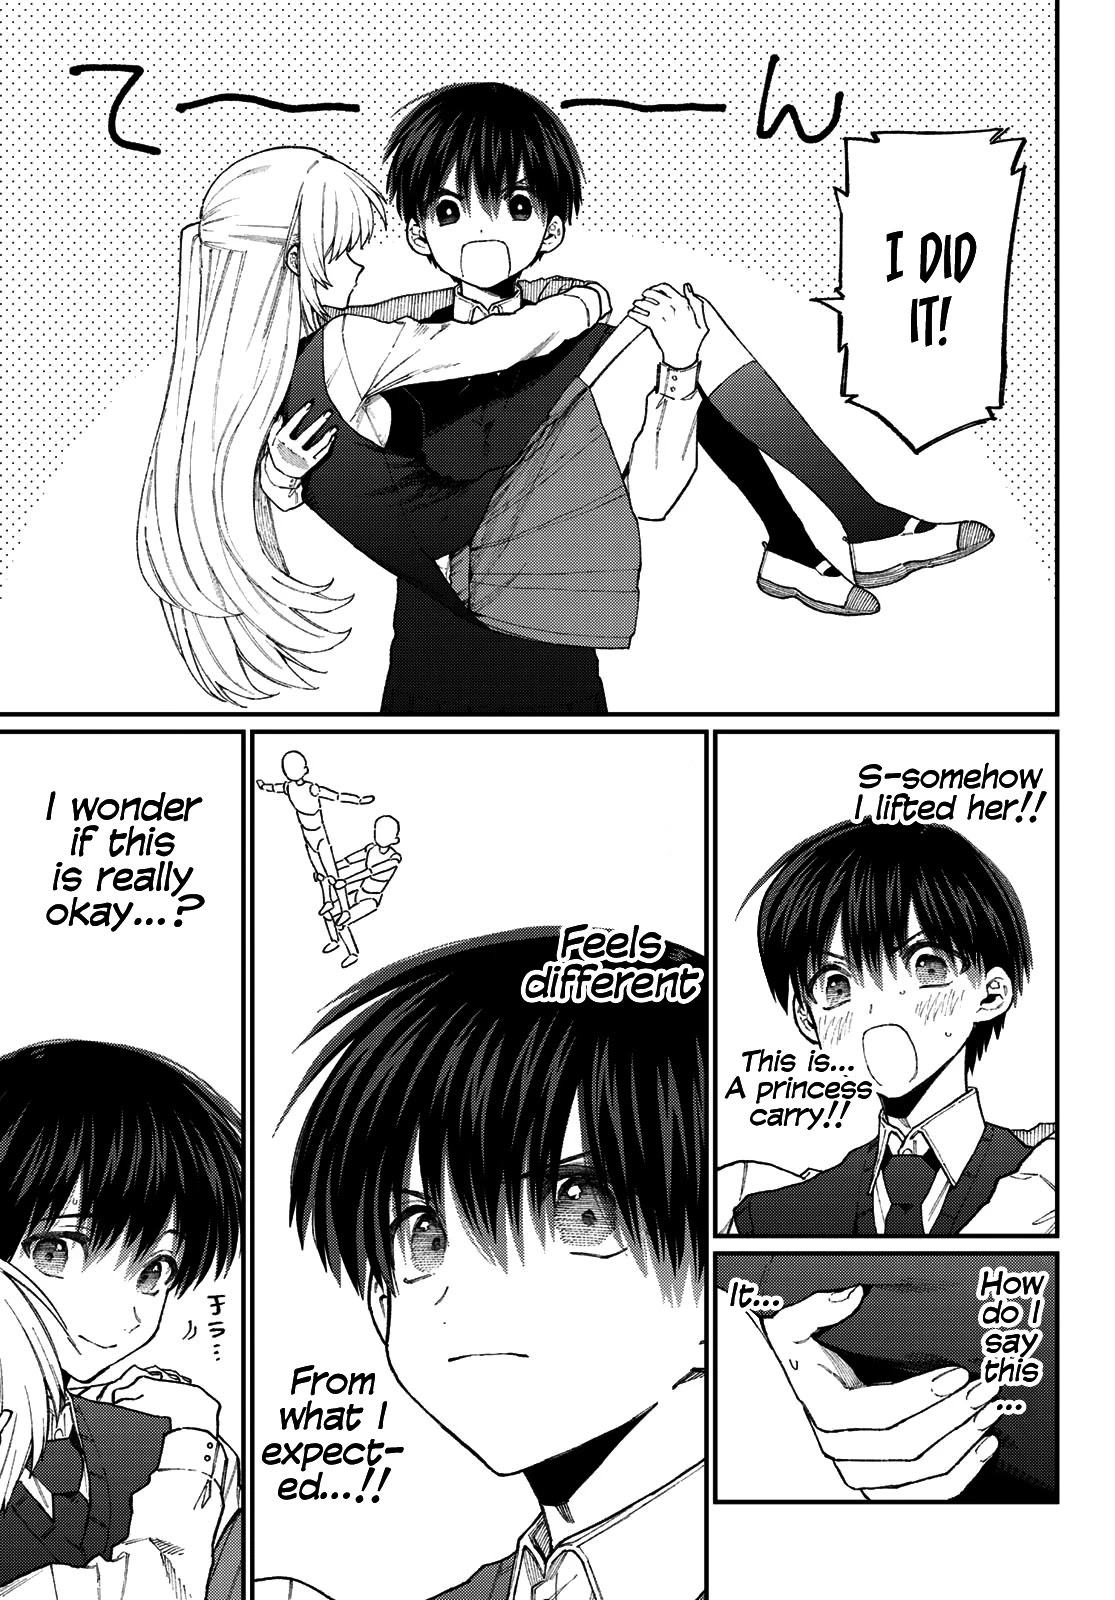 て――ん
I DID
IT!
S-somehow
I lifted her!!
This is...
A princess
carry!!
How
do I
say
this
...
It...
Feels
different
From
what I
expect-
ed...!!
I wonder
if this
is really
okay...?
チラ…